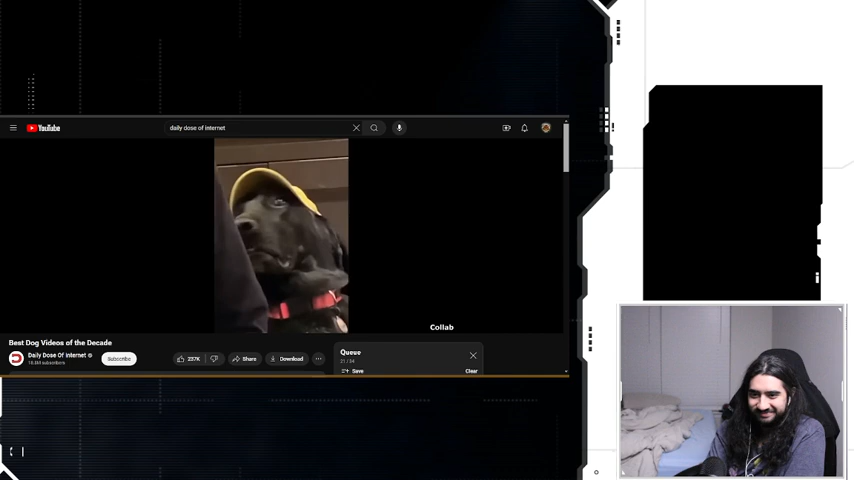 YouTube
daily dose of internet
Collab
Best Dog Videos of the Decade
Daily Dose Of Internet
Subscribe
237K
Share
Download
Queue
Save
Clear